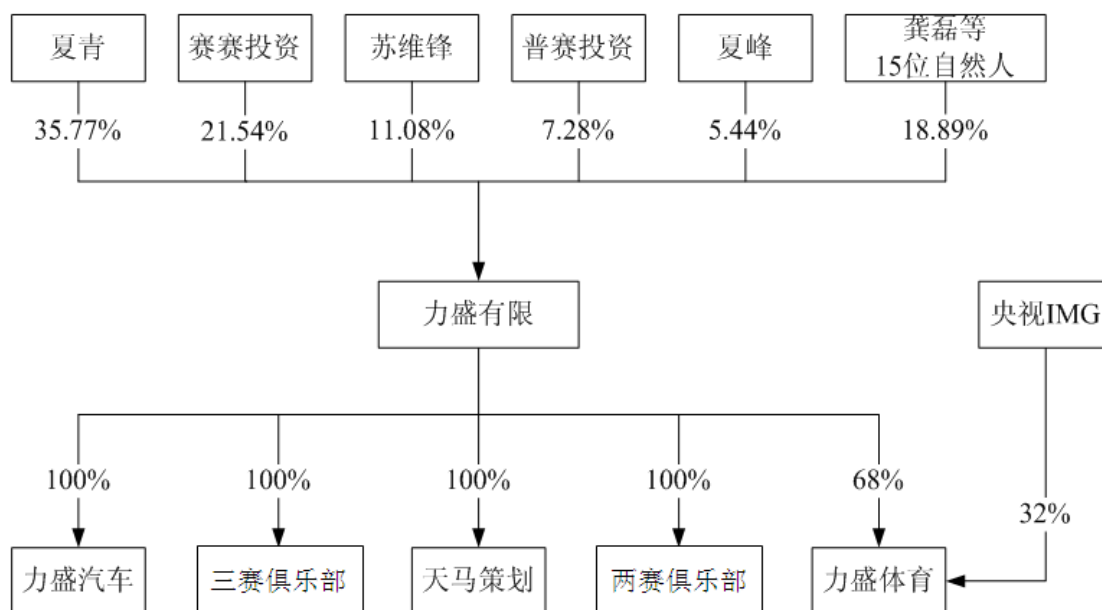 夏青
赛赛投资
苏维锋
普赛投资
夏峰
龚磊等
15位自然人
35.77%
21.54%
11.08%
7.28%
5.44%
18.89%
力盛有限
央视IMG
100%
100%
100%
100%
68%
32%
力盛汽车
三赛俱乐部
天马策划
两赛俱乐部
力盛体育